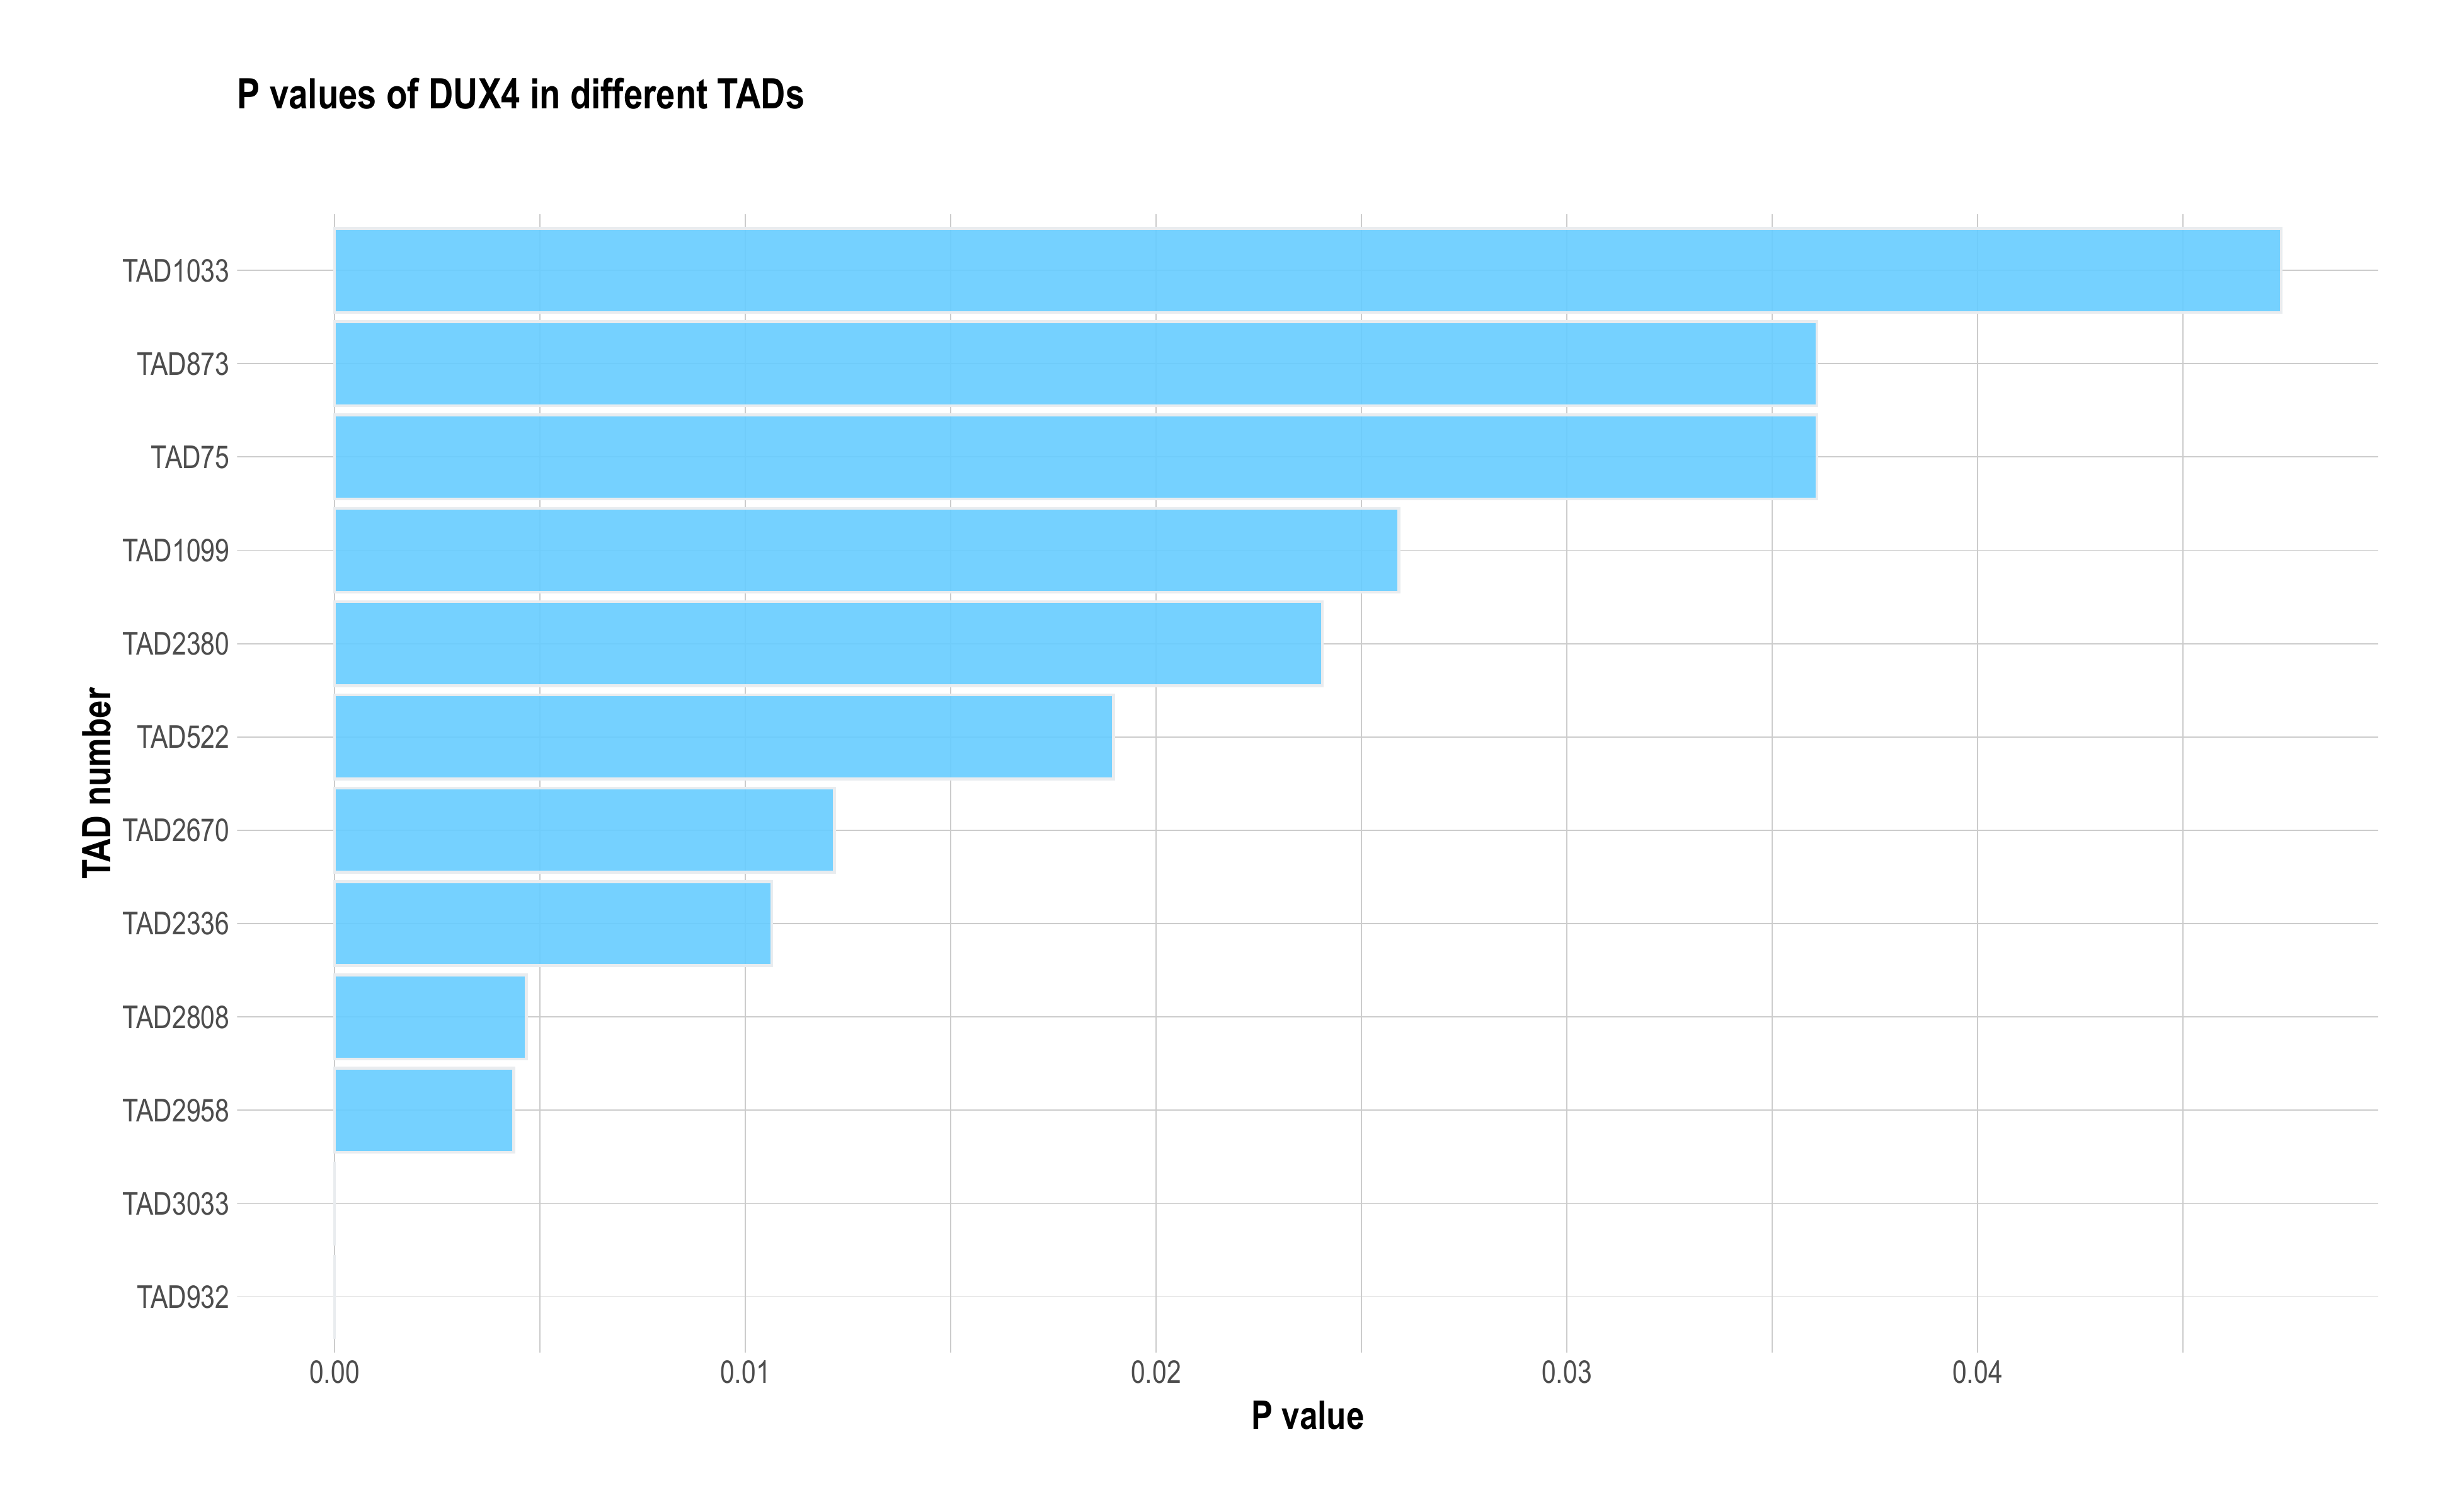 P values of DUX4 in different TADs
TAD number
TAD1033
TAD873
TAD75
TAD1099
TAD2380
TAD522
TAD2670
TAD2336
TAD2808
TAD2958
TAD3033
TAD932
0.00 0.01 0.02 0.03 0.04
P value